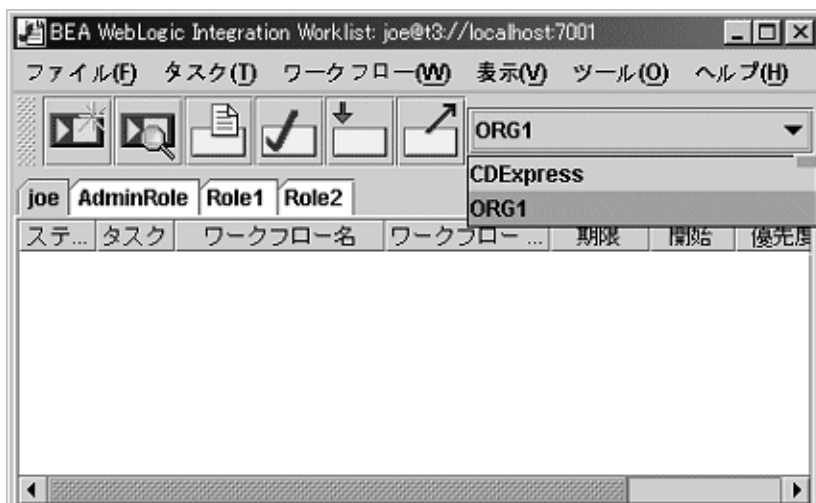 BEA WebLogic Integration Worklist: joe@t3://localhost:7001
ファイル(F) タスク(T) ワークフロー(W) 表示(V) ツール(O) ヘルプ(H)
ORG1
CDExpress
ORG1
joe AdminRole Role1 Role2
ステ... タスク ワークフロー名 ワークフロー ... 期限 開始 優先度